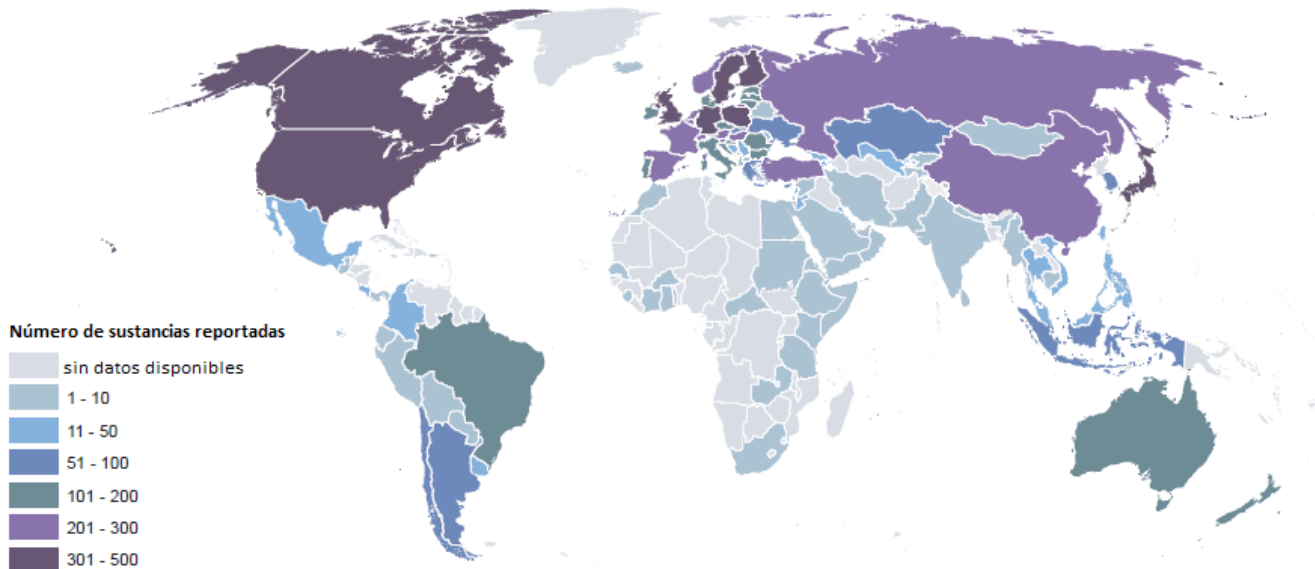 Número de sustancias reportadas
sin datos disponibles
1 - 10
11 - 50
51 - 100
101 - 200
201 - 300
301 - 500